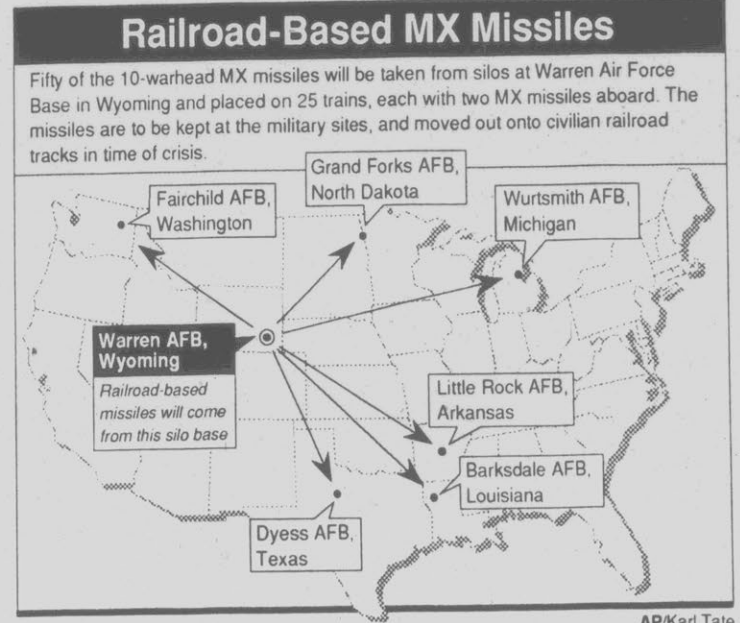 Railroad-Based MX Missiles
Fifty of the 10-warhead MX missiles will be taken from silos at Warren Air Force
Base in Wyoming and placed on 25 trains, each with two MX missiles aboard. The
missiles are to be kept at the military sites, and moved out onto civilian railroad
tracks in time of crisis.
Grand Forks AFB,
North Dakota
Fairchild AFB,
Washington
Wurtsmith AFB,
Michigan
Warren AFB,
Wyoming
Railroad-based
missiles will come
from this silo base
Little Rock AFB,
Arkansas
Barksdale AFB,
Louisiana
Dyess AFB,
Texas
AP/Karl Tate